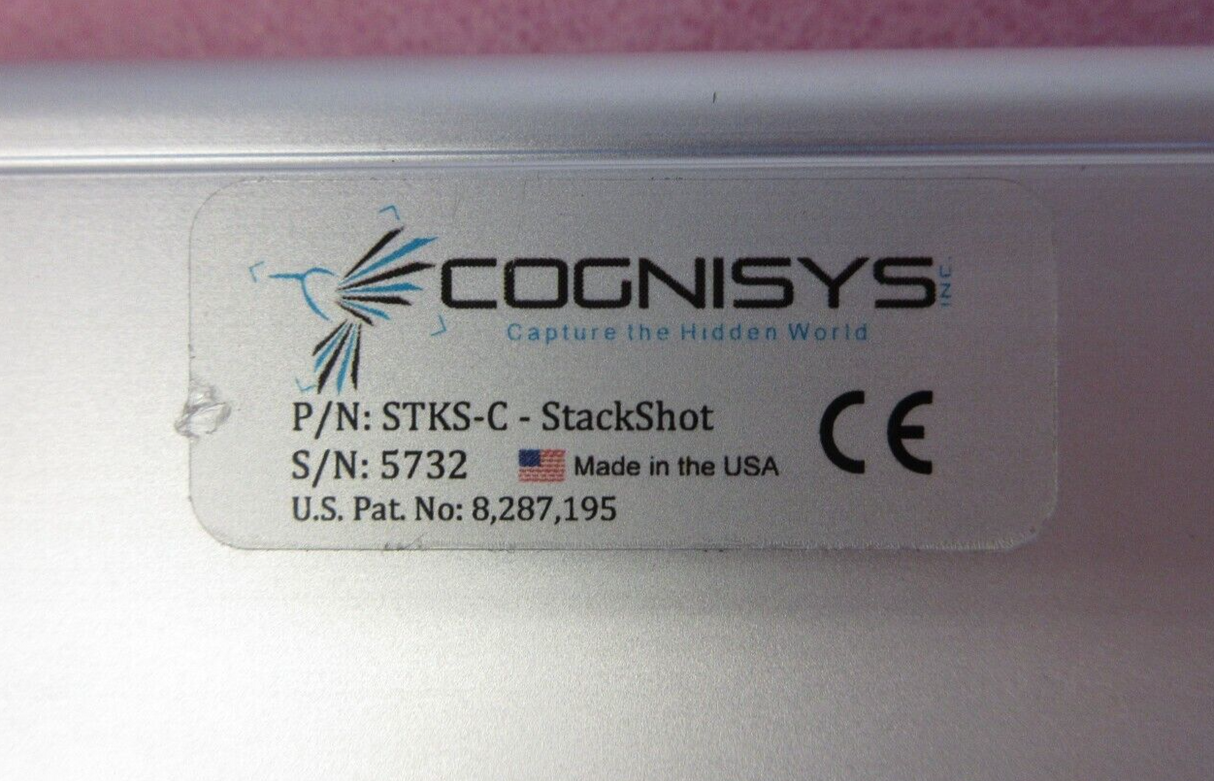 COGNISYS INC.
Capture the Hidden World
P/N: STKS-C - StackShot
S/N: 5732 Made in the USA
CE
U.S. Pat. No: 8,287,195